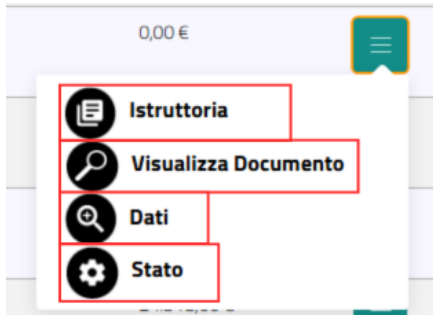 0,00 €
Istruttoria
Visualizza Documento
Dati
Stato